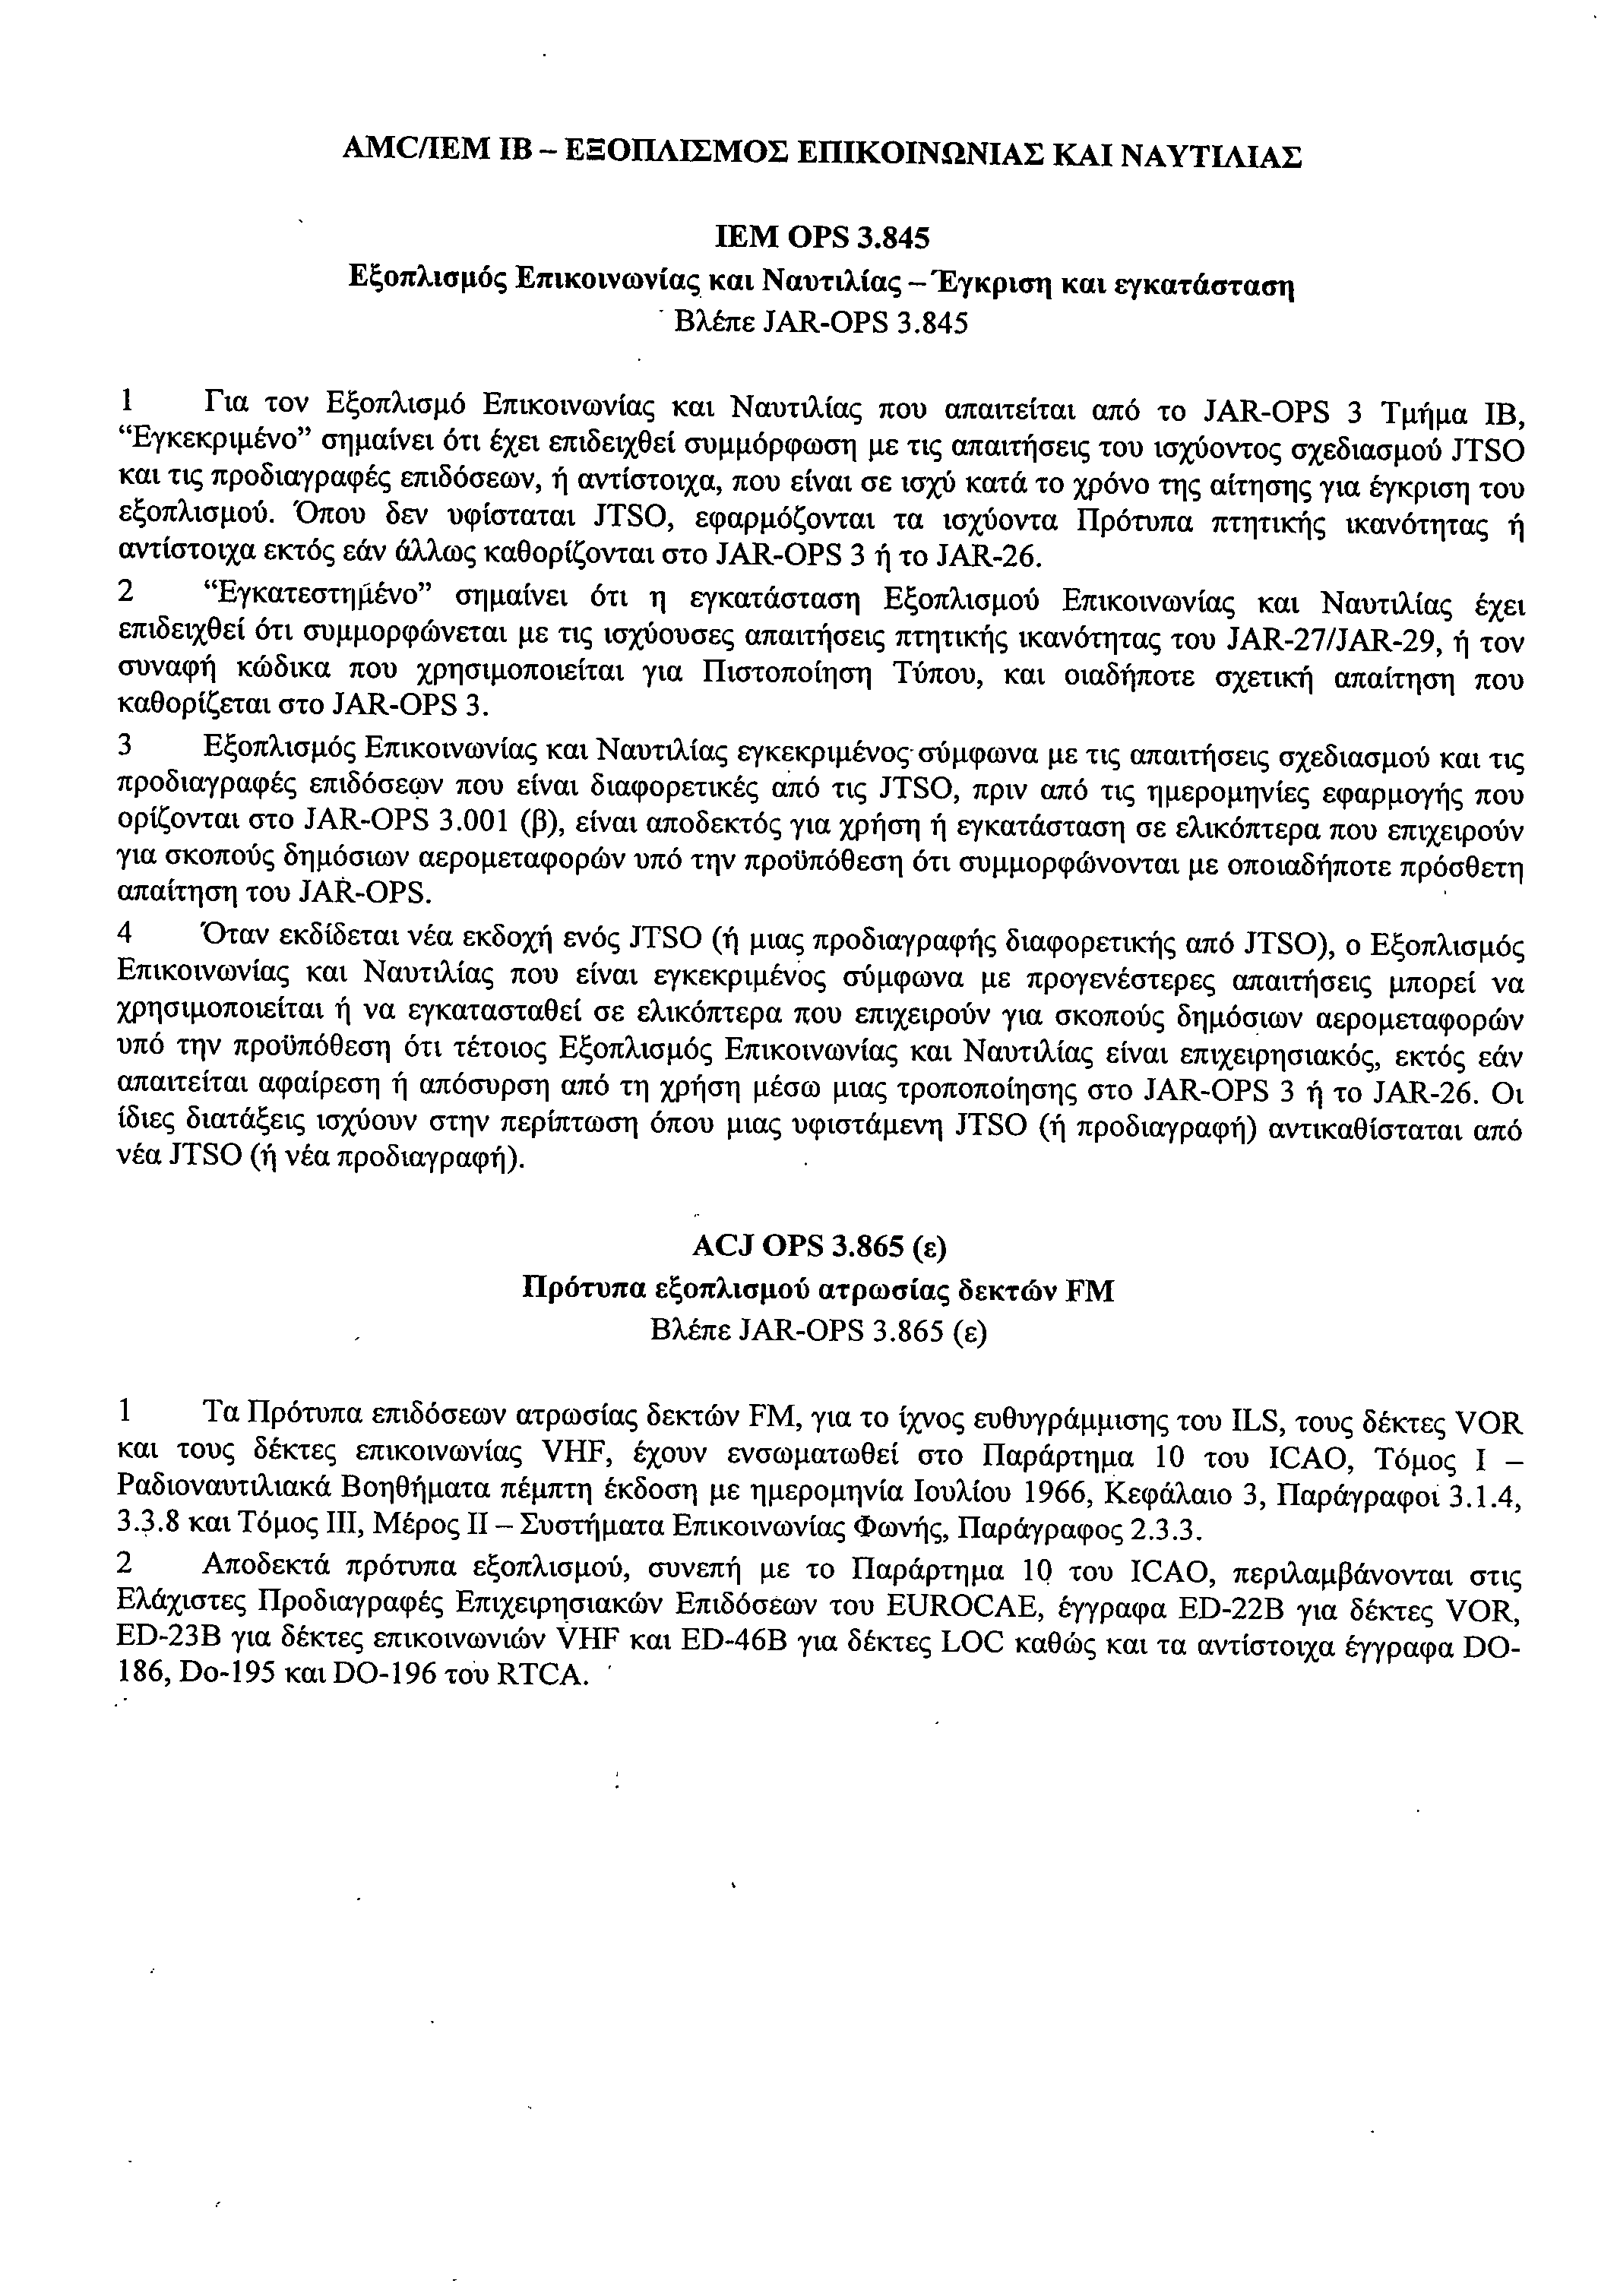 AMC/IEM IB – ΕΞΟΠΛΙΣΜΟΣ ΕΠΙΚΟΙΝΩΝΙΑΣ ΚΑΙ ΝΑΥΤΙΛΙΑΣ
IEM OPS 3.845
Εξοπλισμός Επικοινωνίας και Ναυτιλίας – Έγκριση και εγκατάσταση
Βλέπε JAR-OPS 3.845
1 Για τον Εξοπλισμό Επικοινωνίας και Ναυτιλίας που απαιτείται από το JAR-OPS 3 Τμήμα ΙΒ,
“Εγκεκριμένο” σημαίνει ότι έχει επιδειχθεί συμμόρφωση με τις απαιτήσεις του ισχύοντος σχεδιασμού JTSO
και τις προδιαγραφές επιδόσεων, ή αντίστοιχα, που είναι σε ισχύ κατά το χρόνο της αίτησης για έγκριση του
εξοπλισμού. Όπου δεν υφίσταται JTSO, εφαρμόζονται τα ισχύοντα Πρότυπα πτητικής ικανότητας ή
αντίστοιχα εκτός εάν άλλως καθορίζονται στο JAR-OPS 3 ή το JAR-26.
2 “Εγκατεστημένο” σημαίνει ότι η εγκατάσταση Εξοπλισμού Επικοινωνίας και Ναυτιλίας έχει
επιδειχθεί ότι συμμορφώνεται με τις ισχύουσες απαιτήσεις πτητικής ικανότητας του JAR-27/JAR-29, ή τον
συναφή κώδικα που χρησιμοποιείται για Πιστοποίηση Τύπου, και οιαδήποτε σχετική απαίτηση που
καθορίζεται στο JAR-OPS 3.
3 Εξοπλισμός Επικοινωνίας και Ναυτιλίας εγκεκριμένος σύμφωνα με τις απαιτήσεις σχεδιασμού και τις
προδιαγραφές επιδόσεων που είναι διαφορετικές από τις JTSO, πριν από τις ημερομηνίες εφαρμογής που
ορίζονται στο JAR-OPS 3.001 (β), είναι αποδεκτός για χρήση ή εγκατάσταση σε ελικόπτερα που επιχειρούν
για σκοπούς δημόσιων αερομεταφορών υπό την προϋπόθεση ότι συμμορφώνονται με οποιαδήποτε πρόσθετη
απαίτηση του JAR-OPS.
4 Όταν εκδίδεται νέα εκδοχή ενός JTSO (ή μιας προδιαγραφής διαφορετικής από JTSO), ο Εξοπλισμός
Επικοινωνίας και Ναυτιλίας που είναι εγκεκριμένος σύμφωνα με προγενέστερες απαιτήσεις μπορεί να
χρησιμοποιείται ή να εγκατασταθεί σε ελικόπτερα που επιχειρούν για σκοπούς δημόσιων αερομεταφορών
υπό την προϋπόθεση ότι τέτοιος Εξοπλισμός Επικοινωνίας και Ναυτιλίας είναι επιχειρησιακός, εκτός εάν
απαιτείται αφαίρεση ή απόσυρση από τη χρήση μέσω μιας τροποποίησης στο JAR-OPS 3 ή το JAR-26. Οι
ίδιες διατάξεις ισχύουν στην περίπτωση όπου μιας υφιστάμενη JTSO (ή προδιαγραφή) αντικαθίσταται από
νέα JTSO (ή νέα προδιαγραφή).
ACJ OPS 3.865 (ε)
Πρότυπα εξοπλισμού ατρωσίας δεκτών FM
Βλέπε JAR-OPS 3.865 (ε)
1 Τα Πρότυπα επιδόσεων ατρωσίας δεκτών FM, για το ίχνος ευθυγράμμισης του ILS, τους δέκτες VOR
και τους δέκτες επικοινωνίας VHF, έχουν ενσωματωθεί στο Παράρτημα 10 του ICAO, Τόμος Ι –
Ραδιοναυτιλιακά Βοηθήματα πέμπτη έκδοση με ημερομηνία Ιουλίου 1966, Κεφάλαιο 3, Παράγραφοι 3.1.4,
3.3.8 και Τόμος ΙΙΙ, Μέρος ΙΙ – Συστήματα Επικοινωνίας Φωνής, Παράγραφος 2.3.3.
2 Αποδεκτά πρότυπα εξοπλισμού, συνεπή με το Παράρτημα 10 του ICAO, περιλαμβάνονται στις
Ελάχιστες Προδιαγραφές Επιχειρησιακών Επιδόσεων του EUROCAE, έγγραφα ED-22B για δέκτες VOR,
ED-23B για δέκτες επικοινωνιών VHF και ED-46B για δέκτες LOC καθώς και τα αντίστοιχα έγγραφα DO-
186, Do-195 και DO-196 του RTCA.